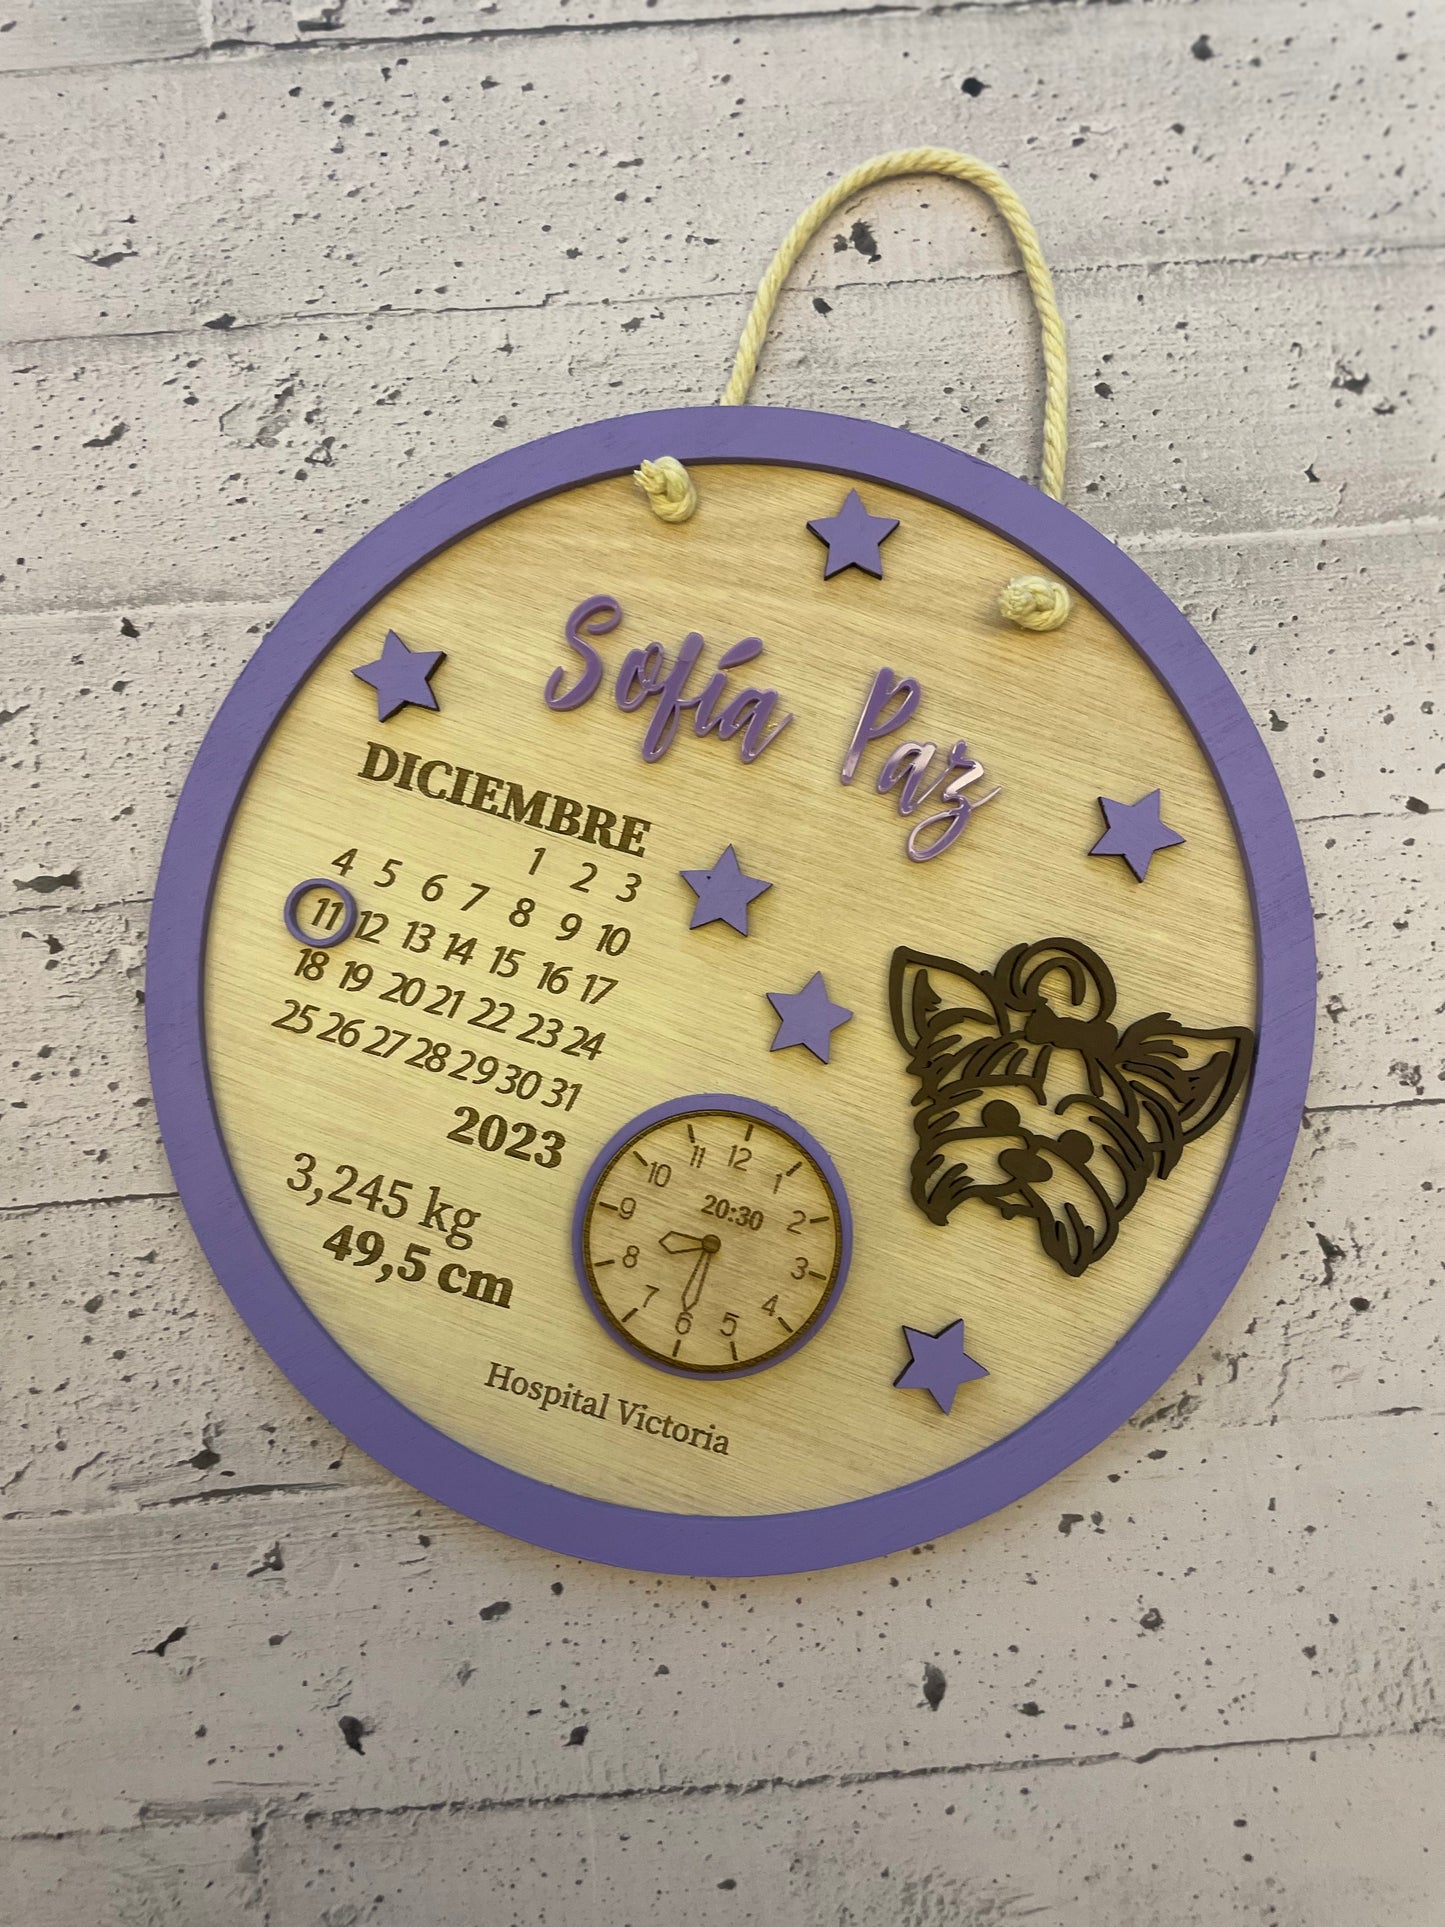 Sofía Paz
DICIEMBRE
1 2 3
4 5 6 7 8 9 10
11 12 13 14 15 16 17
18 19 20 21 22 23 24
25 26 27 28 29 30 31
2023
3,245 kg
49,5 cm
11 12 1
10 20:30 2
9 3
8 4
7 6 5
Hospital Victoria